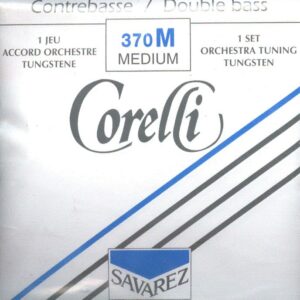 Contrebasse / Double bass
1 JEU
ACCORD ORCHESTRE
TUNGSTENE
370M
MEDIUM
1 SET
ORCHESTRA TUNING
TUNGSTEN
Corelli
SAVAREZ